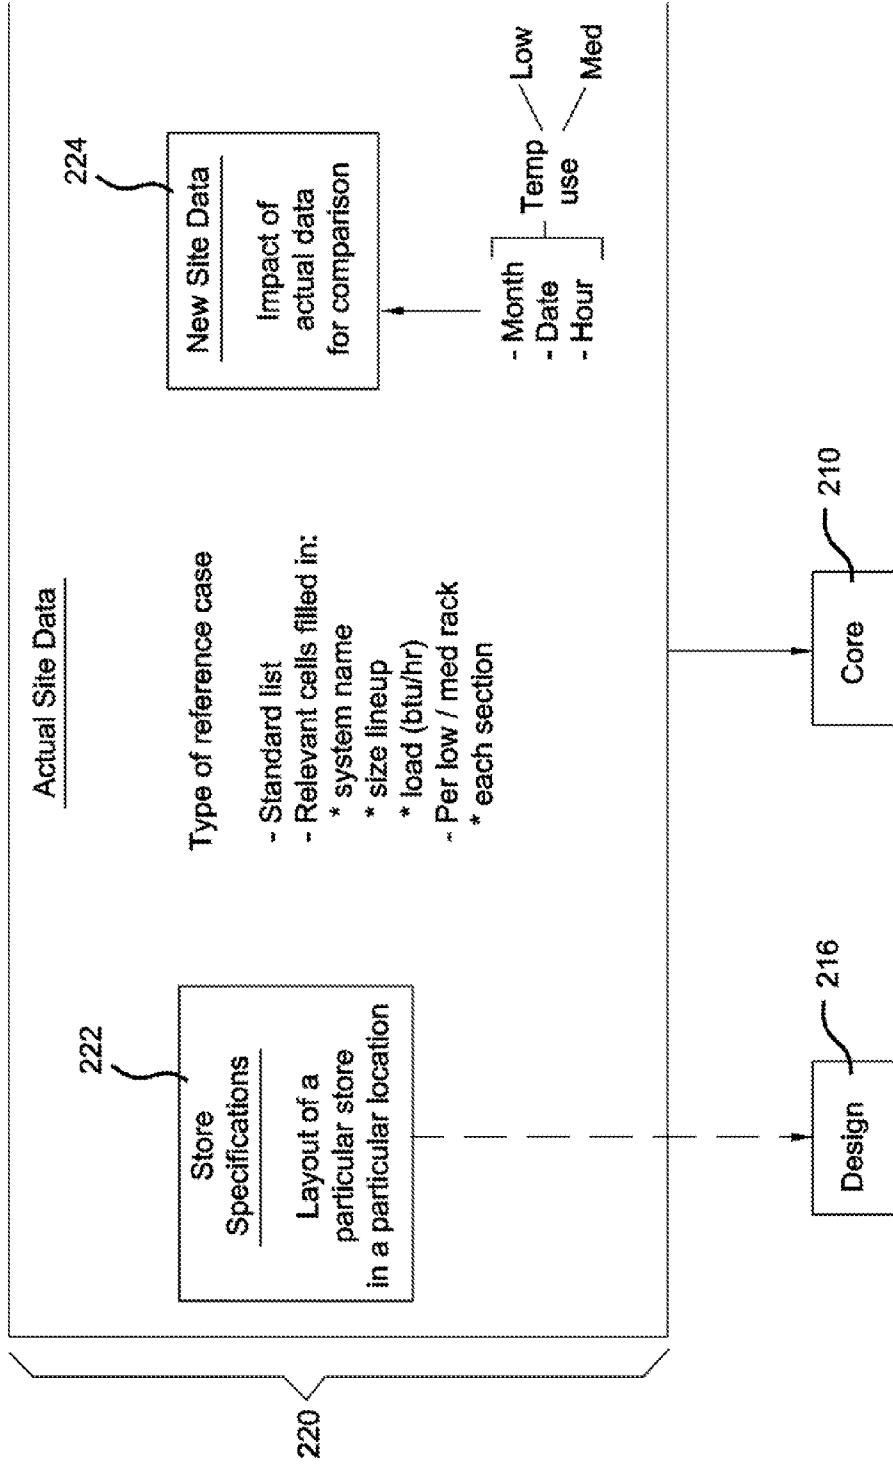 Actual Site Data
222
Store
Specifications
Layout of a
particular store
in a particular location
Type of reference case
- Standard list
- Relevant cells filled in:
* system name
* size lineup
* load (btu/hr)
- Per low / med rack
* each section
224
New Site Data
Impact of
actual data
for comparison
- Month
- Date
- Hour
Temp
use
Low
Med
220
Design
216
Core
210